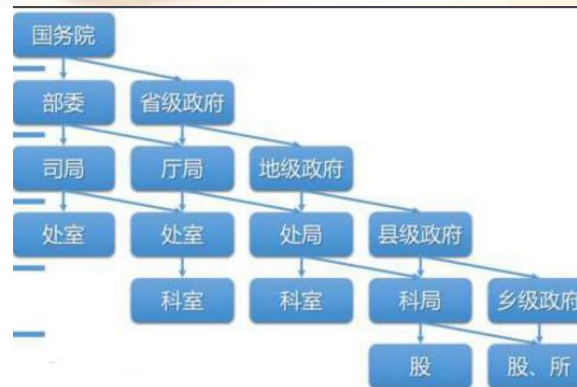 国务院
部委 省级政府
司局 厅局 地级政府
处室 处室 处局 县级政府
科室 科室 科局 乡级政府
股 股、所